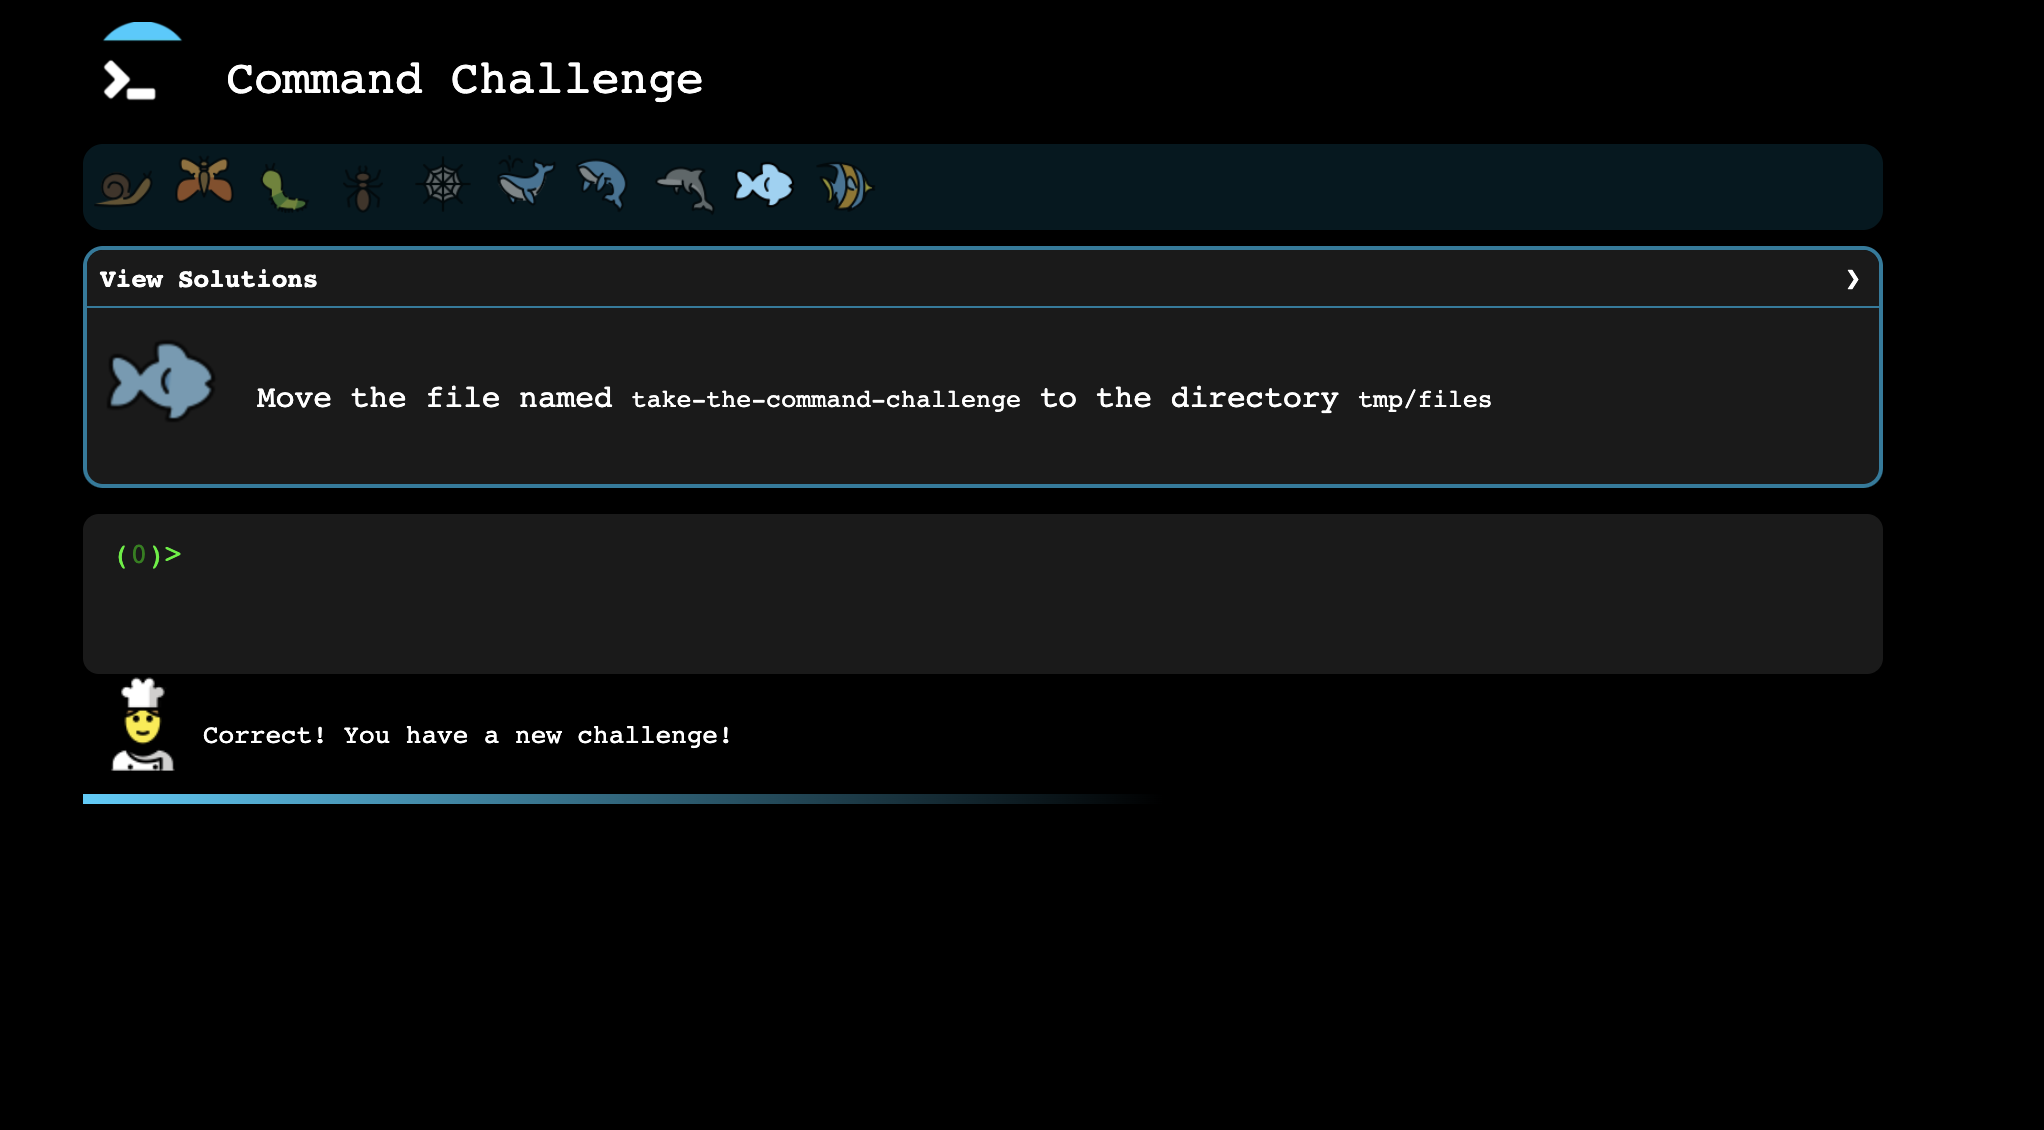 Command Challenge
View Solutions
Move the file named take-the-command-challenge to the directory tmp/files
(0)>
Correct! You have a new challenge!